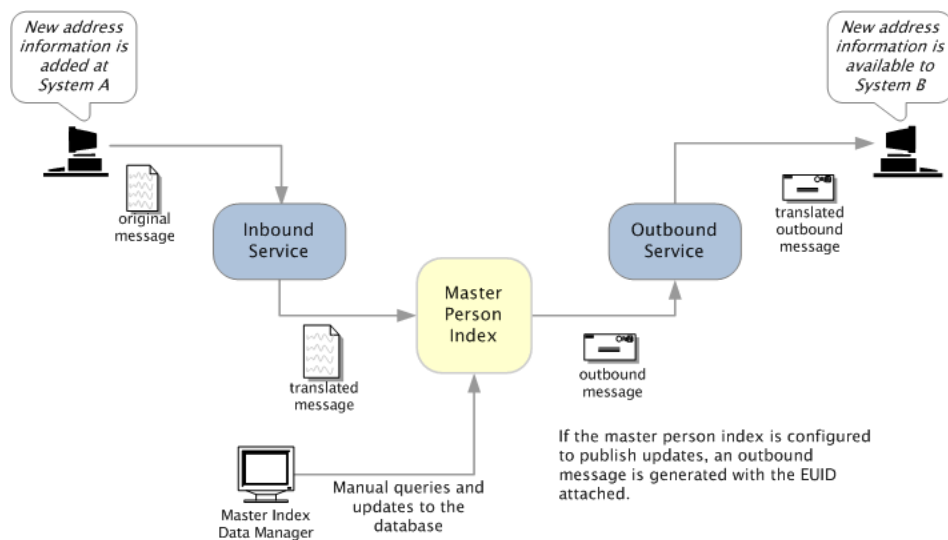 New address
information is
added at
System A
New address
information is
available to
System B
original
message
Inbound
Service
Outbound
Service
translated
outbound
message
Master
Person
Index
translated
message
outbound
message
If the master person index is configured
to publish updates, an outbound
message is generated with the EUID
attached.
Manual queries and
updates to the
database
Master Index
Data Manager